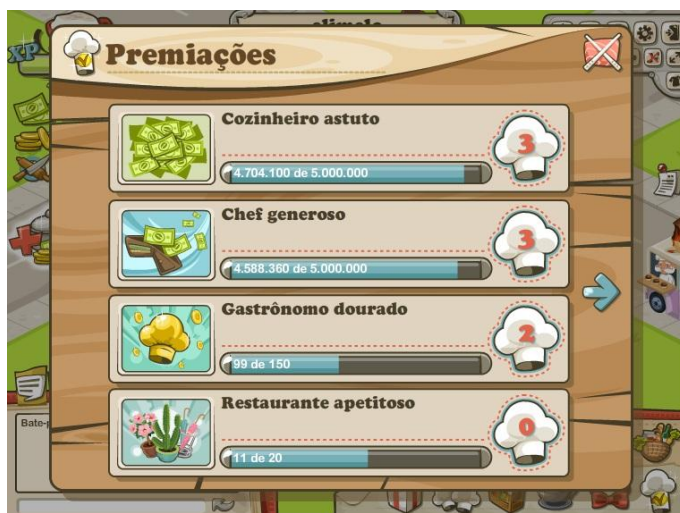 XP
Premiações
Cozinheiro astuto
3
4.704.100 de 5.000.000
Chef generoso
3
4.588.360 de 5.000.000
Gastrônomo dourado
2
99 de 150
Restaurante apetitoso
0
11 de 20